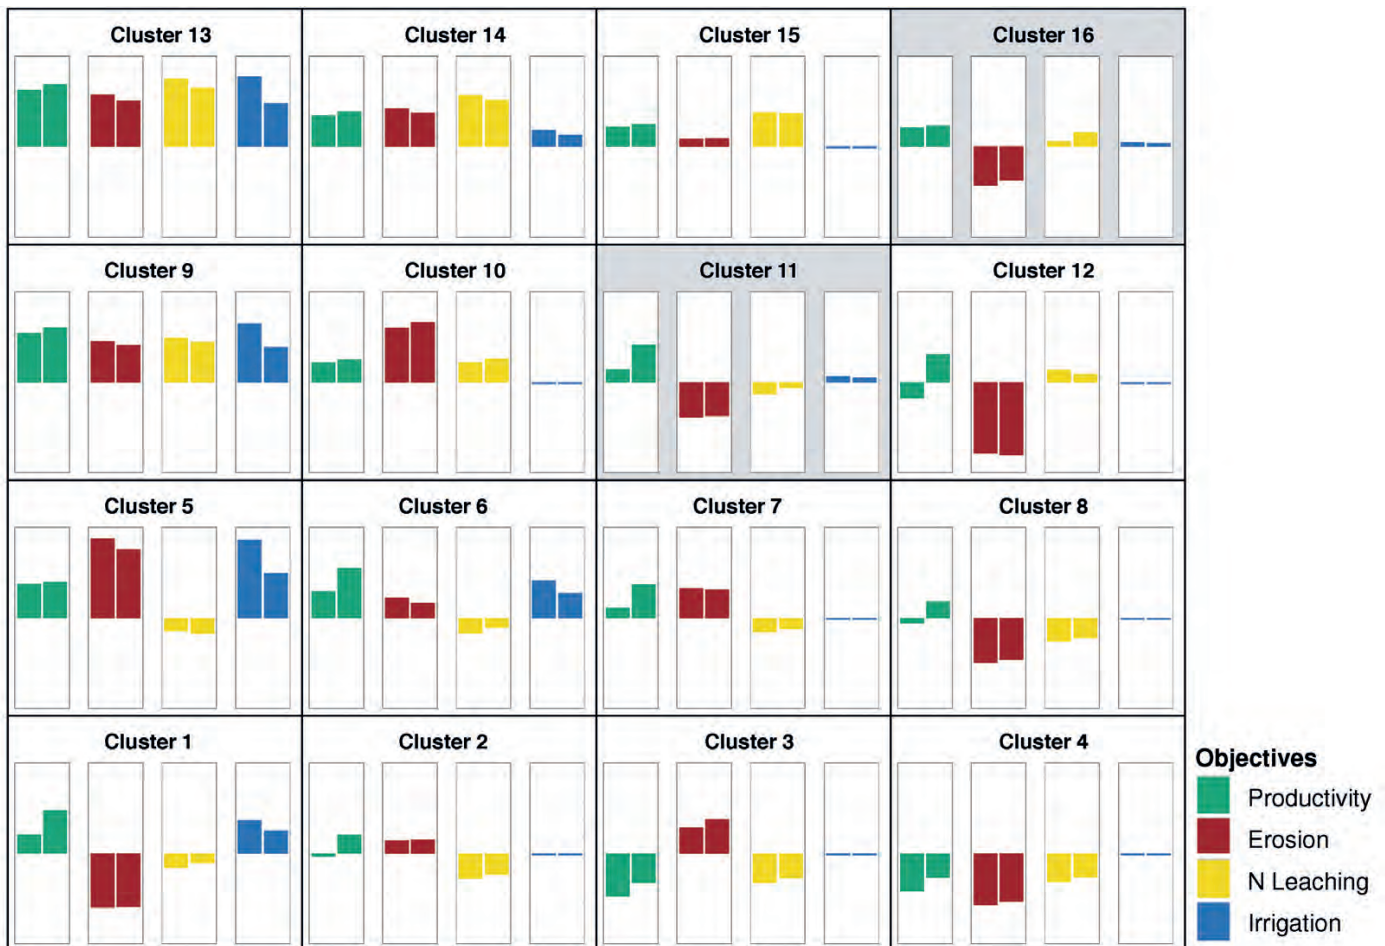 Cluster 13
Cluster 14
Cluster 15
Cluster 16
Cluster 9
Cluster 10
Cluster 11
Cluster 12
Cluster 5
Cluster 6
Cluster 7
Cluster 8
Cluster 1
Cluster 2
Cluster 3
Cluster 4
Objectives
Productivity
Erosion
N Leaching
Irrigation